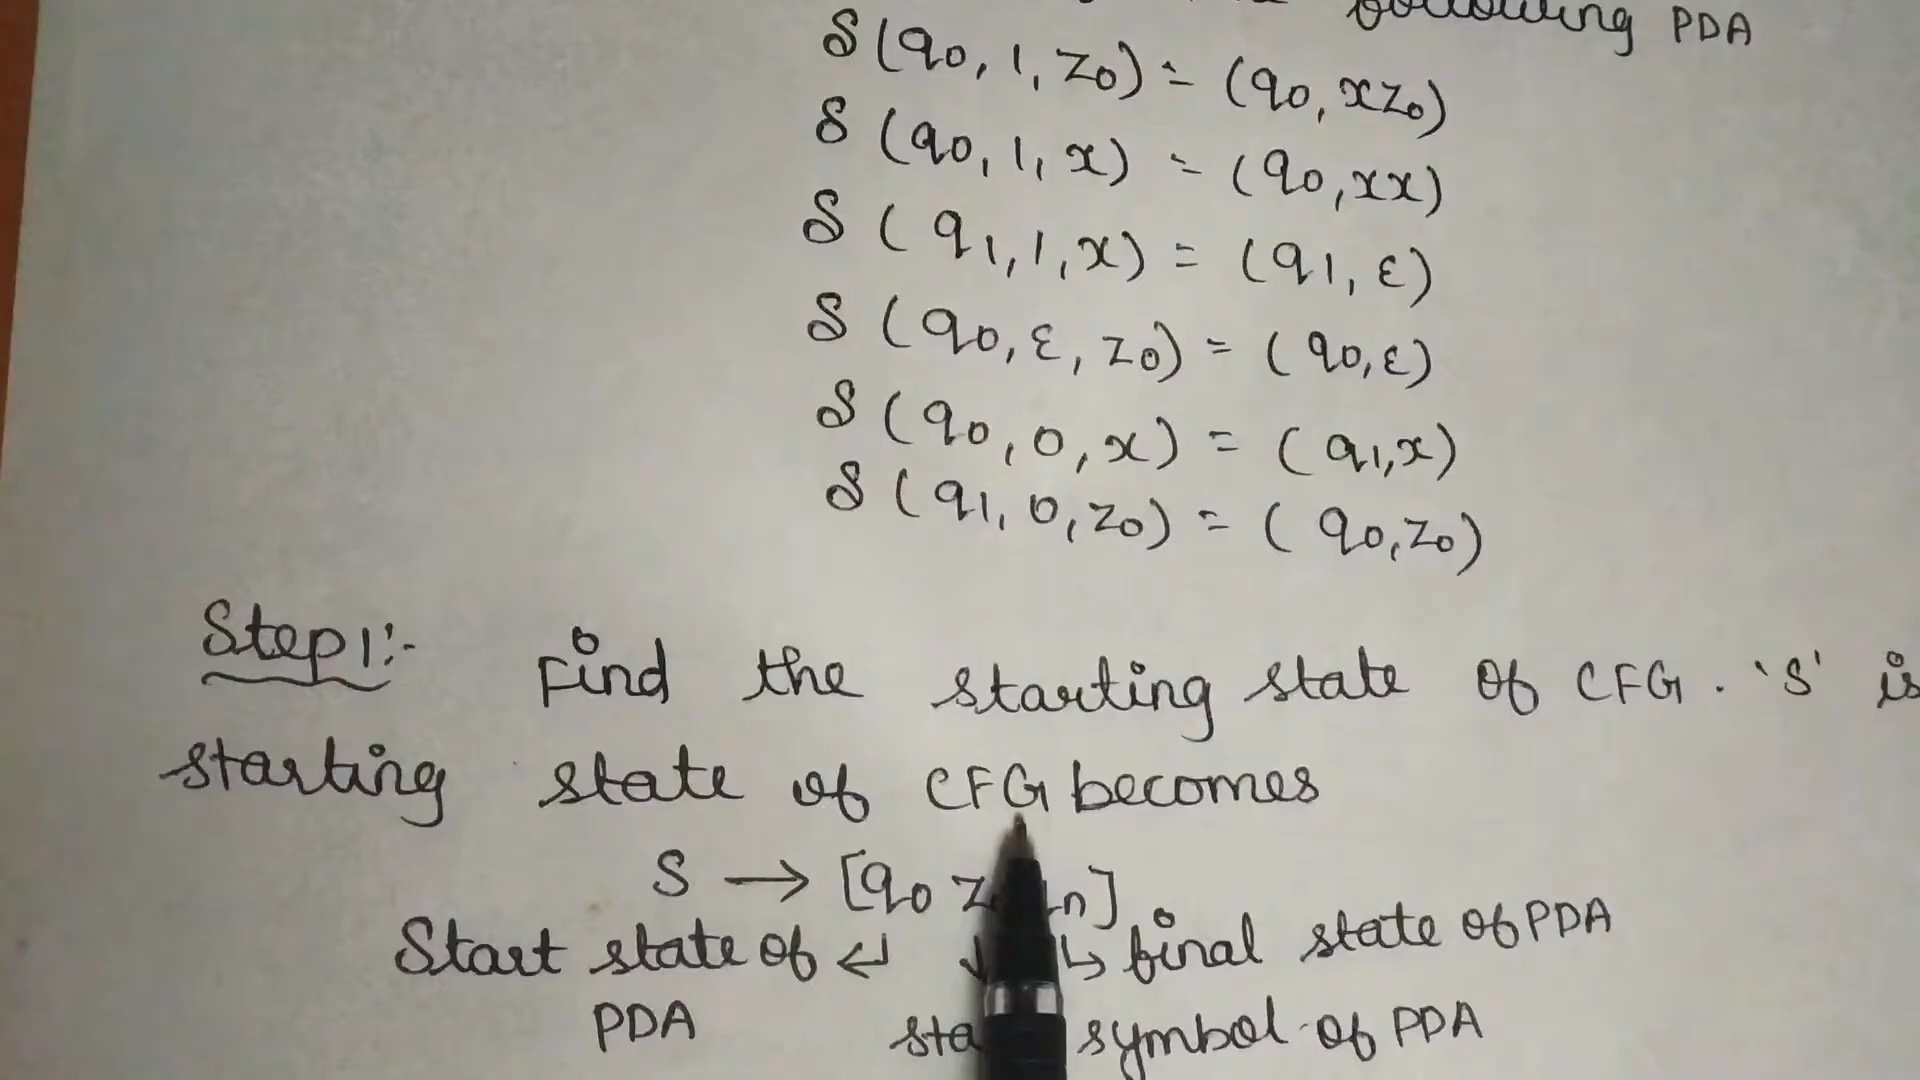 following PDA
δ(q0, 1, z0) = (q0, xz0)
δ(q0, 1, x) = (q0, xx)
δ(q1, 1, x) = (q1, ε)
δ(q0, ε, z0) = (q0, ε)
δ(q0, 0, x) = (q1, x)
δ(q1, 0, z0) = (q0, z0)
Step1:- Find the starting state of CFG. 'S' is
starting state of CFG becomes
S → [q0 z n]
Start state of ↲ ↓ ↳ final state of PDA
PDA symbol of PDA